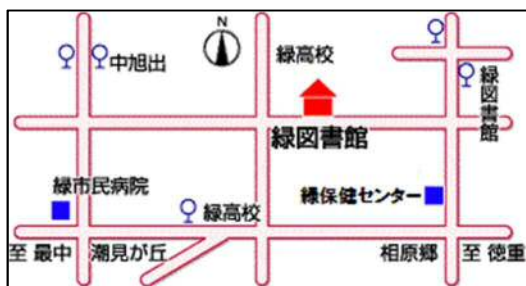 N
中旭出
緑高校
緑図書館
緑図書館
緑市民病院
緑高校
緑保健センター
至 最中
潮見が丘
相原郷
至 徳重